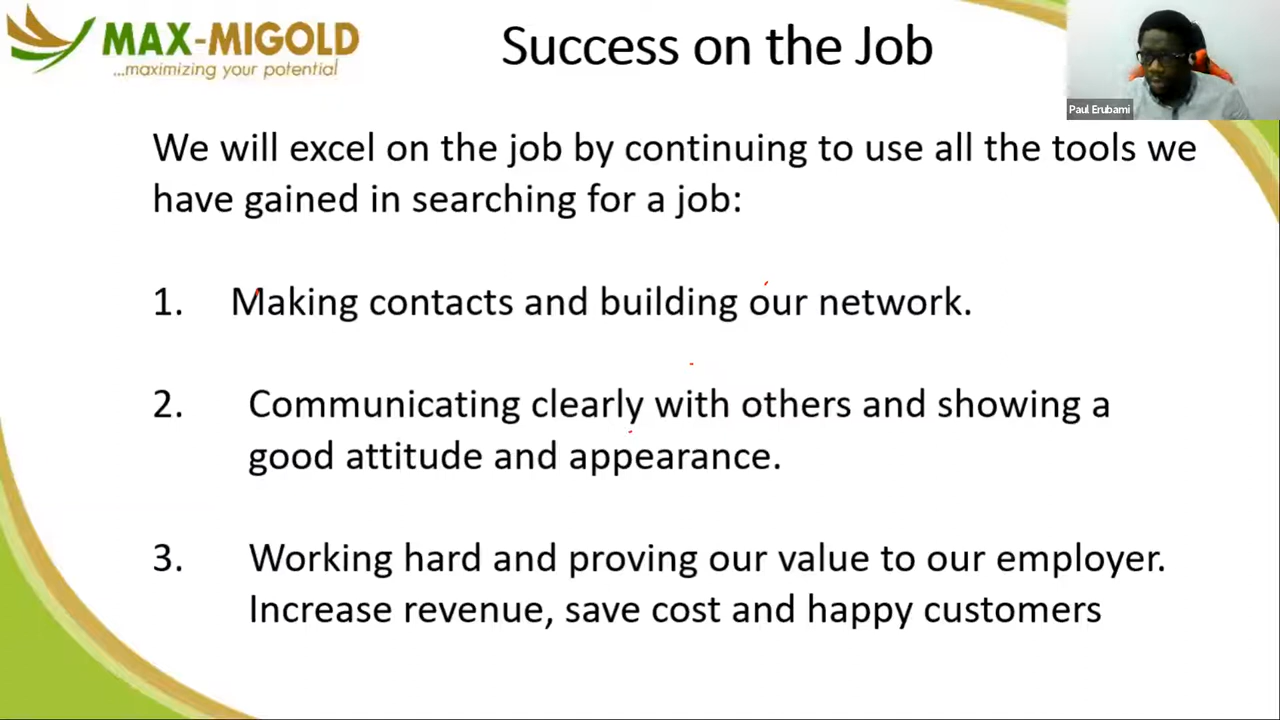 MAX-MIGOLD
...maximizing your potential
Success on the Job
Paul Erubami
We will excel on the job by continuing to use all the tools we
have gained in searching for a job:
1. Making contacts and building our network.
2. Communicating clearly with others and showing a
good attitude and appearance.
3. Working hard and proving our value to our employer.
Increase revenue, save cost and happy customers